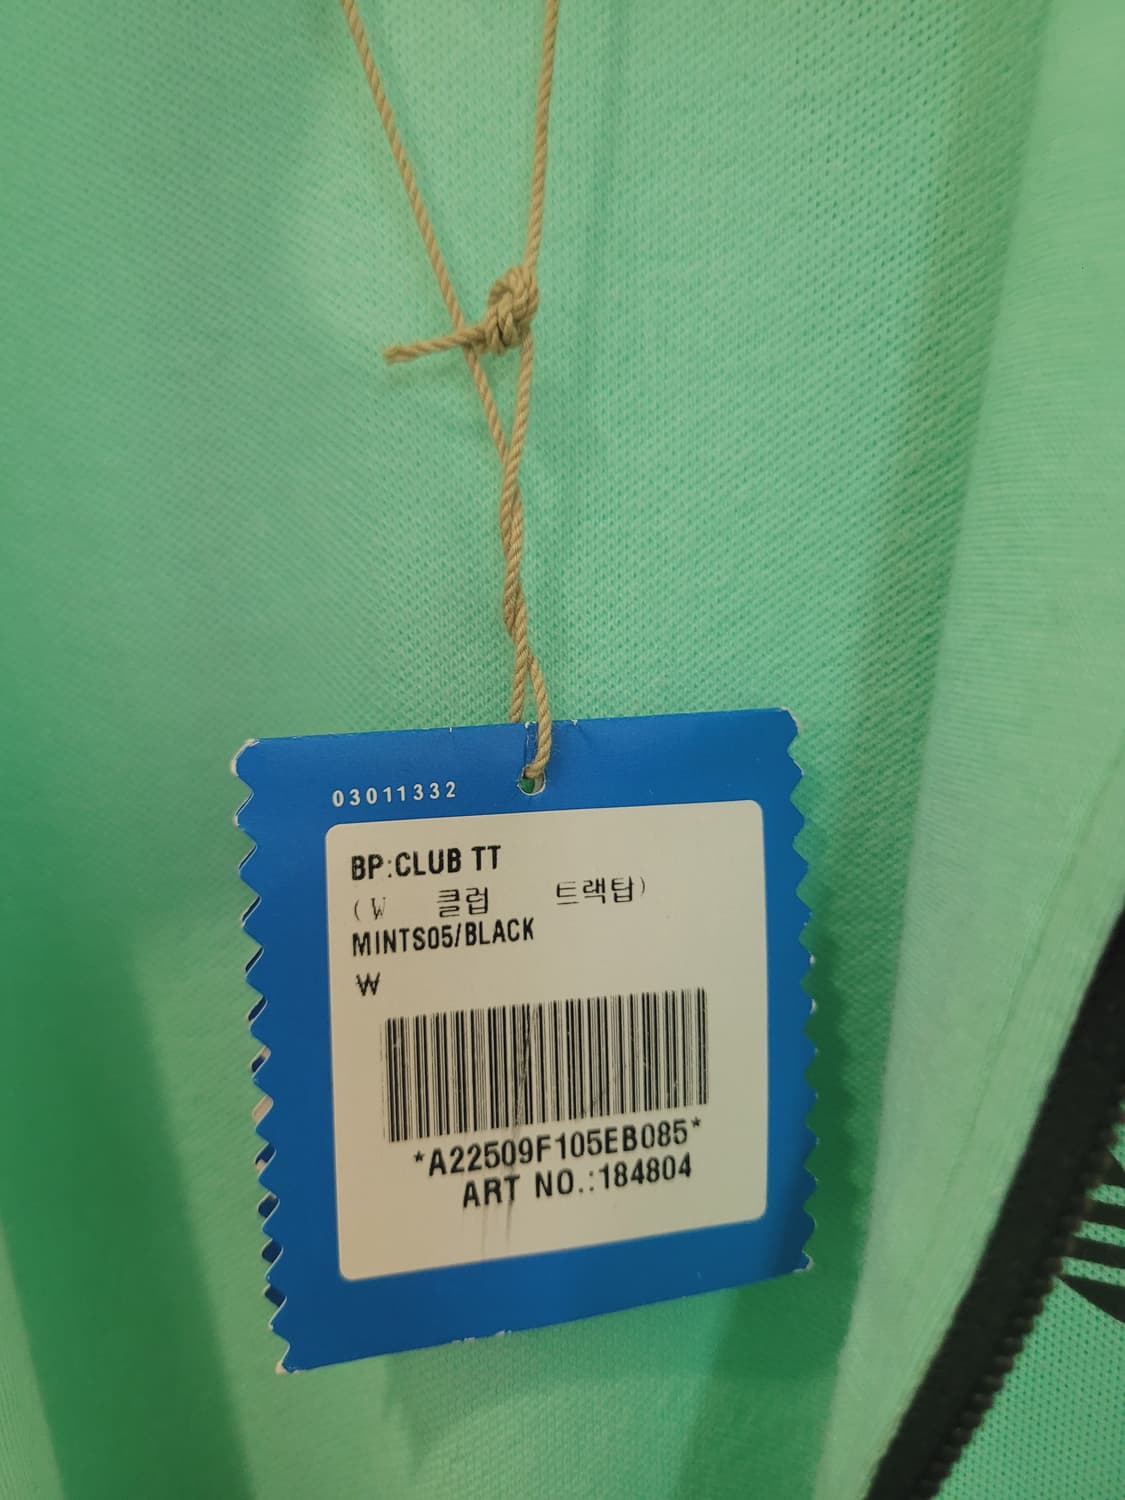 03011332
BP:CLUB TT
(W 클럽 트랙탑)
MINTS05/BLACK
₩
*A22509F105EB085*
ART NO.:184804